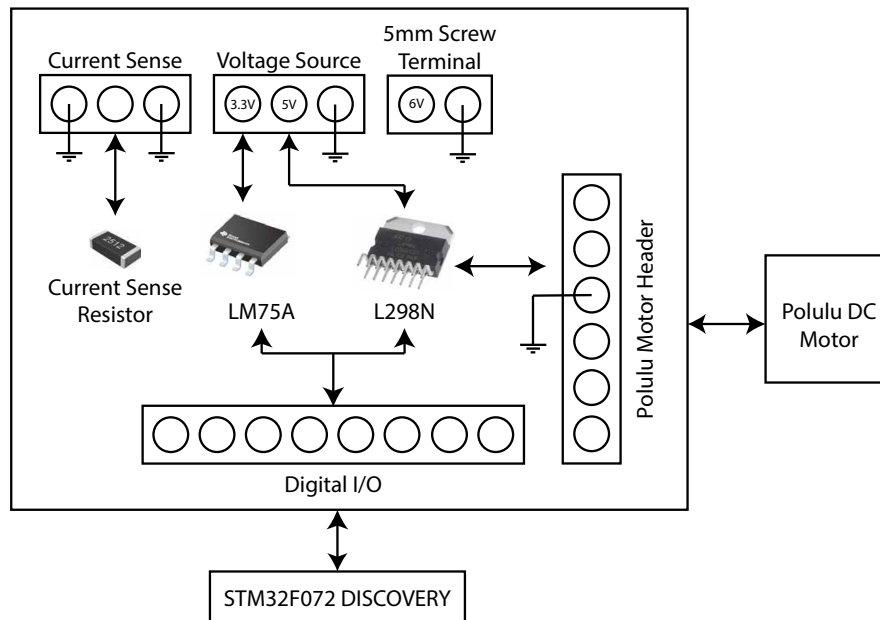 Current Sense
Voltage Source
5mm Screw
Terminal
3.3V
5V
6V
2512
Current Sense
Resistor
LM75A
L298N
Polulu Motor Header
Polulu DC
Motor
Digital I/O
STM32F072 DISCOVERY